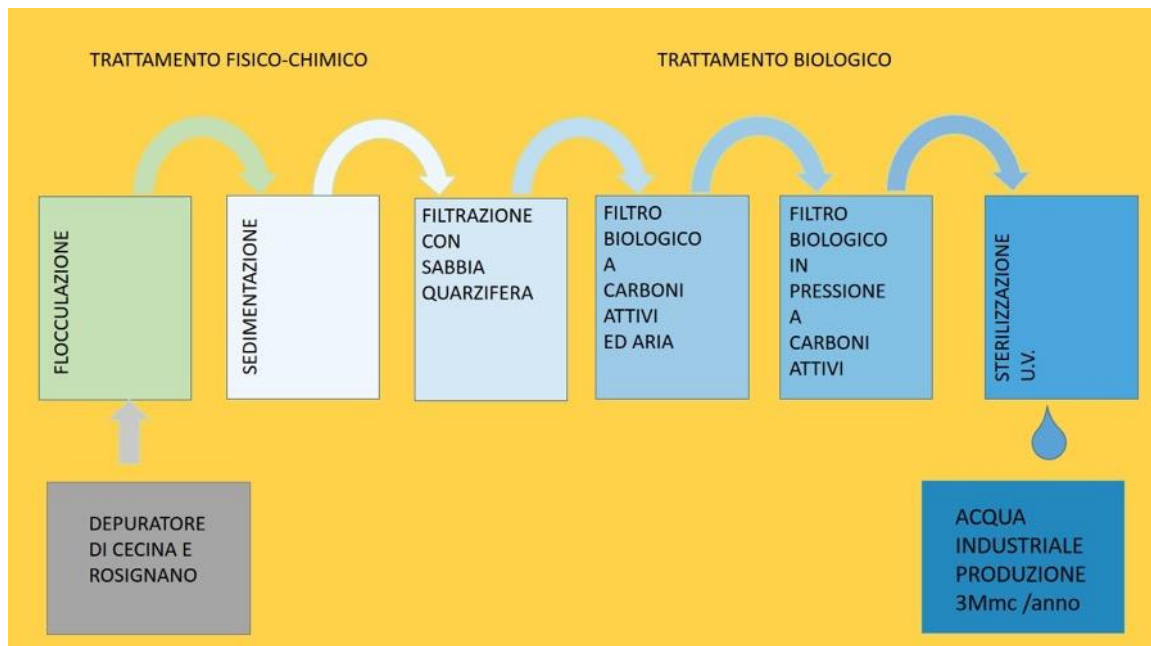 TRATTAMENTO FISICO-CHIMICO
TRATTAMENTO BIOLOGICO
FLOCCULAZIONE
SEDIMENTAZIONE
FILTRAZIONE
CON
SABBIA
QUARZIFERA
FILTRO
BIOLOGICO
A
CARBONI
ATTIVI
ED ARIA
FILTRO
BIOLOGICO
IN
PRESSIONE
A
CARBONI
ATTIVI
STERILIZZAZIONE
U.V.
DEPURATORE
DI CECINA E
ROSIGNANO
ACQUA
INDUSTRIALE
PRODUZIONE
3Mmc /anno